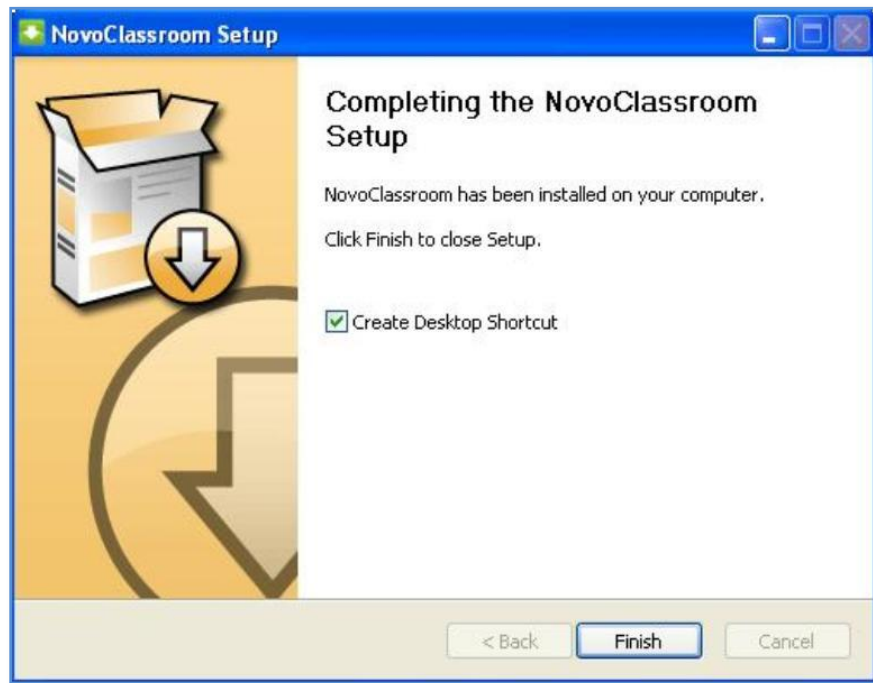 NovoClassroom Setup
Completing the NovoClassroom
Setup
NovoClassroom has been installed on your computer.
Click Finish to close Setup.
Create Desktop Shortcut
< Back
Finish
Cancel